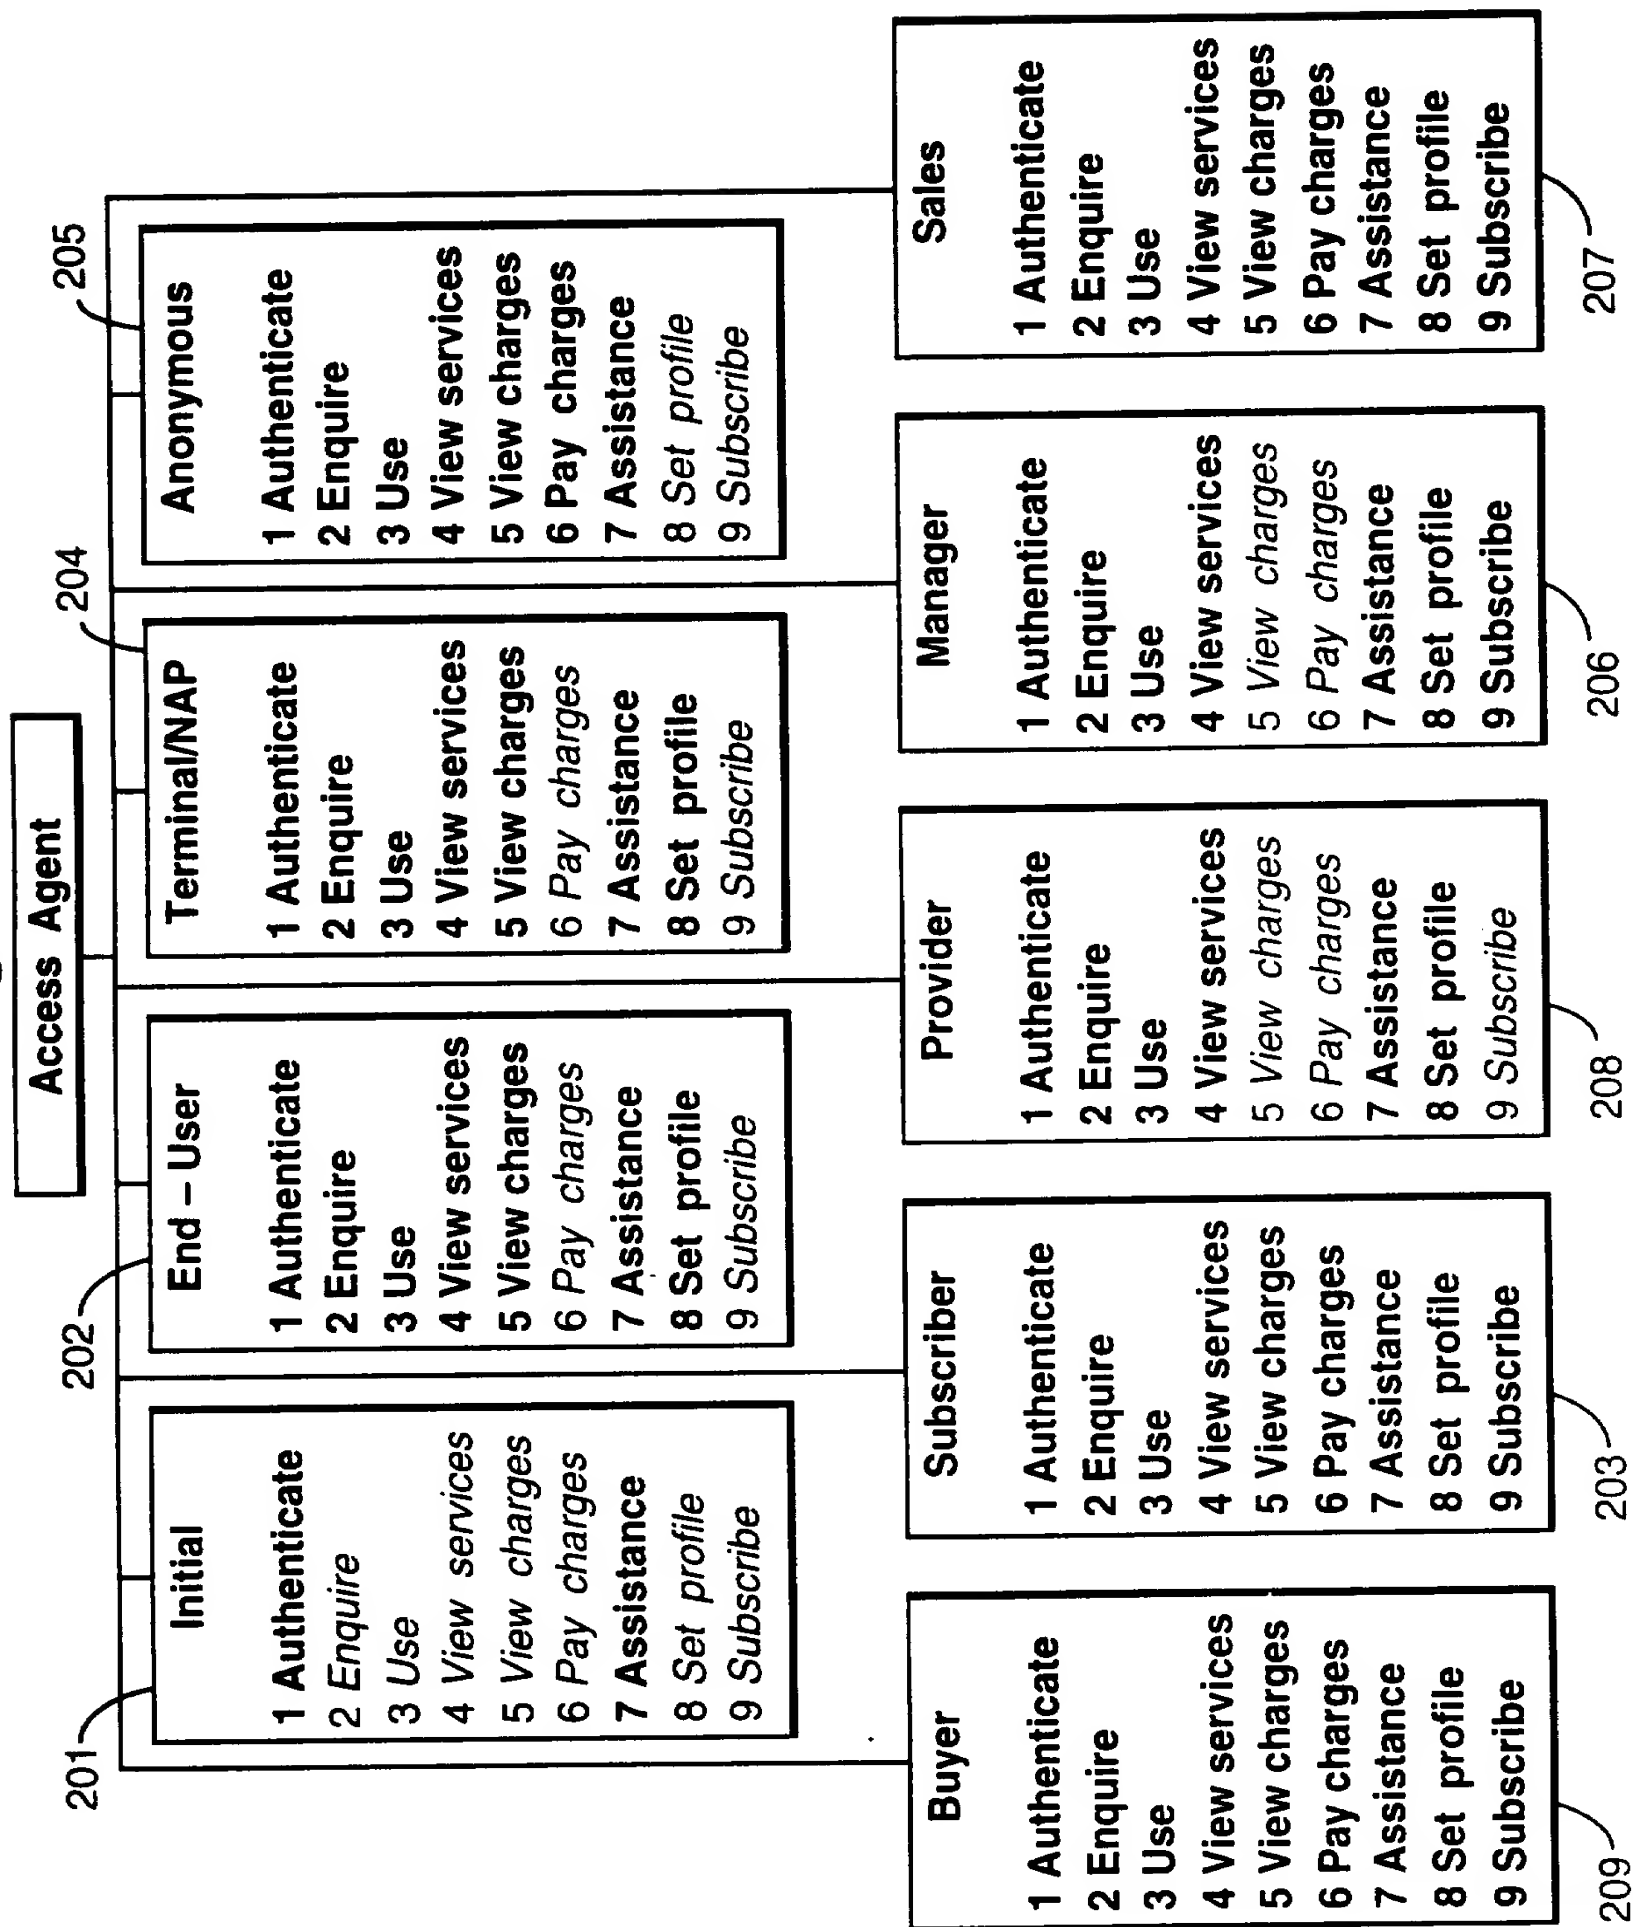 Access Agent
201
Initial
1 Authenticate
2 Enquire
3 Use
4 View services
5 View charges
6 Pay charges
7 Assistance
8 Set profile
9 Subscribe
202
End – User
1 Authenticate
2 Enquire
3 Use
4 View services
5 View charges
6 Pay charges
7 Assistance
8 Set profile
9 Subscribe
204
Terminal/NAP
1 Authenticate
2 Enquire
3 Use
4 View services
5 View charges
6 Pay charges
7 Assistance
8 Set profile
9 Subscribe
205
Anonymous
1 Authenticate
2 Enquire
3 Use
4 View services
5 View charges
6 Pay charges
7 Assistance
8 Set profile
9 Subscribe
Buyer
1 Authenticate
2 Enquire
3 Use
4 View services
5 View charges
6 Pay charges
7 Assistance
8 Set profile
9 Subscribe
209
Subscriber
1 Authenticate
2 Enquire
3 Use
4 View services
5 View charges
6 Pay charges
7 Assistance
8 Set profile
9 Subscribe
203
Provider
1 Authenticate
2 Enquire
3 Use
4 View services
5 View charges
6 Pay charges
7 Assistance
8 Set profile
9 Subscribe
208
Manager
1 Authenticate
2 Enquire
3 Use
4 View services
5 View charges
6 Pay charges
7 Assistance
8 Set profile
9 Subscribe
206
Sales
1 Authenticate
2 Enquire
3 Use
4 View services
5 View charges
6 Pay charges
7 Assistance
8 Set profile
9 Subscribe
207